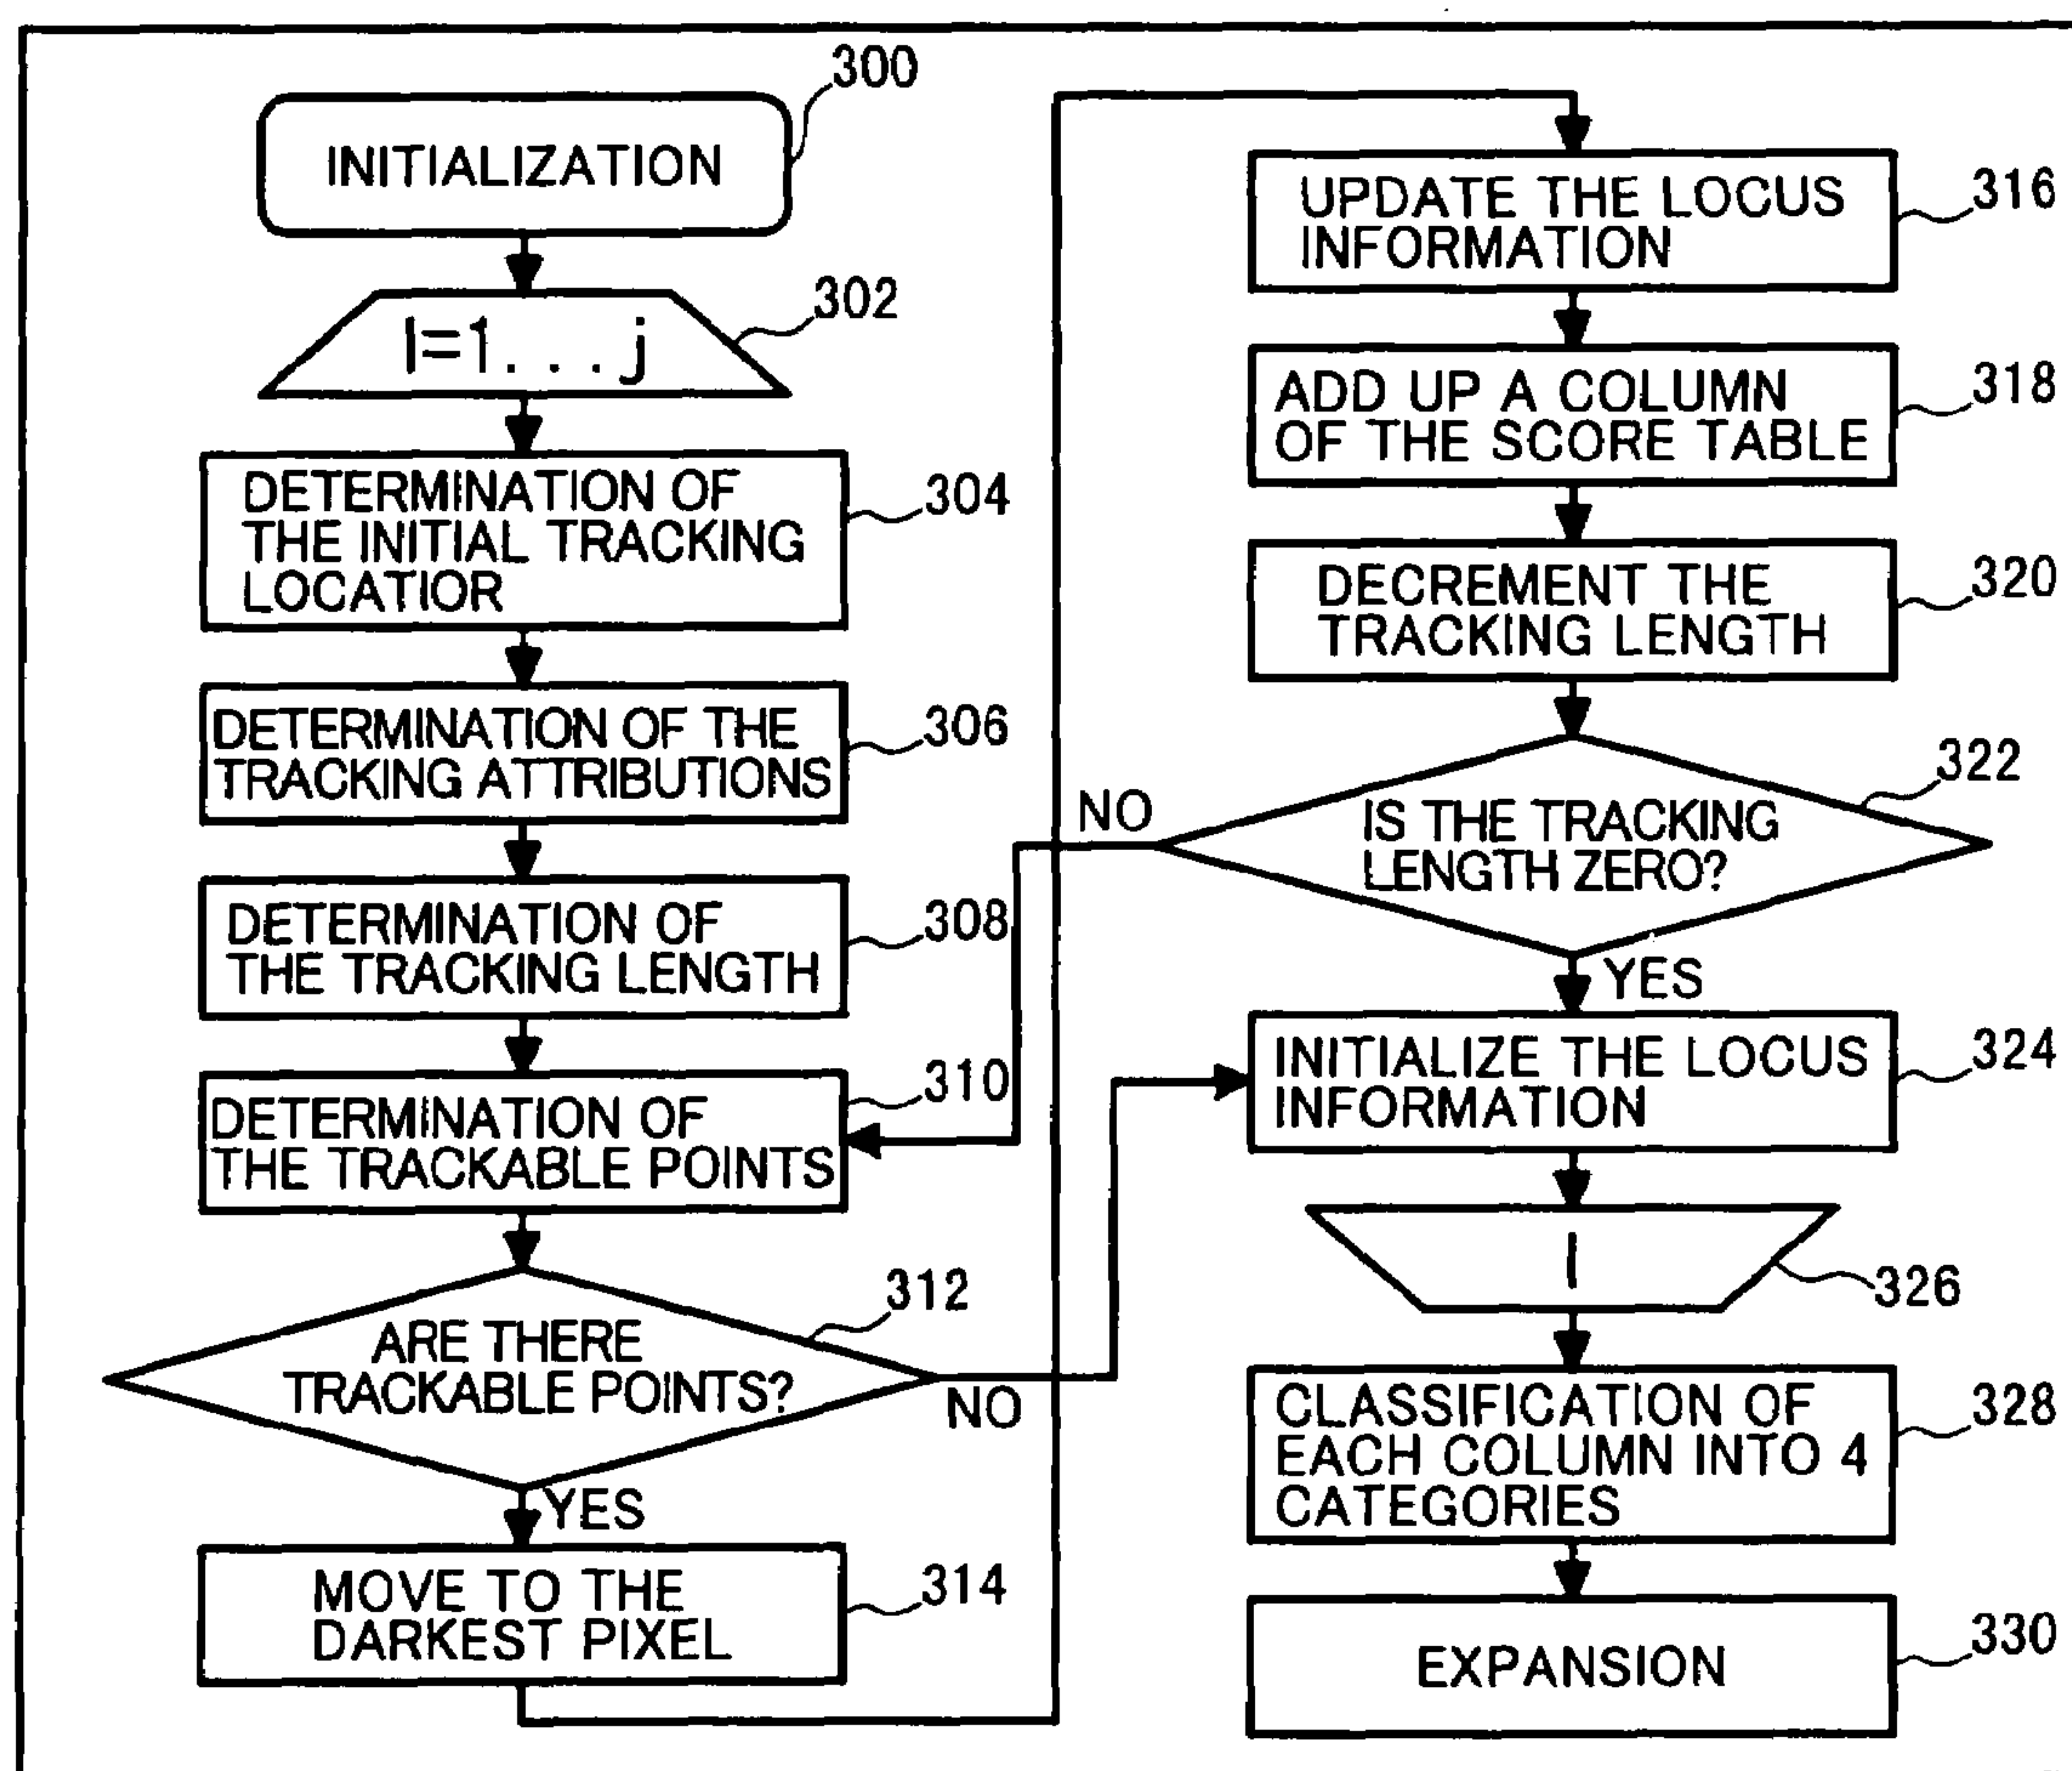 300
INITIALIZATION
302
I=1...j
304
DETERMINATION OF
THE INITIAL TRACKING
LOCATIOR
306
DETERMINATION OF THE
TRACKING ATTRIBUTIONS
308
DETERMINATION OF
THE TRACKING LENGTH
310
DETERMINATION OF
THE TRACKABLE POINTS
312
ARE THERE
TRACKABLE POINTS?
NO
YES
314
MOVE TO THE
DARKEST PIXEL
316
UPDATE THE LOCUS
INFORMATION
318
ADD UP A COLUMN
OF THE SCORE TABLE
320
DECREMENT THE
TRACKING LENGTH
322
NO
IS THE TRACKING
LENGTH ZERO?
YES
324
INITIALIZE THE LOCUS
INFORMATION
I
326
328
CLASSIFICATION OF
EACH COLUMN INTO 4
CATEGORIES
330
EXPANSION